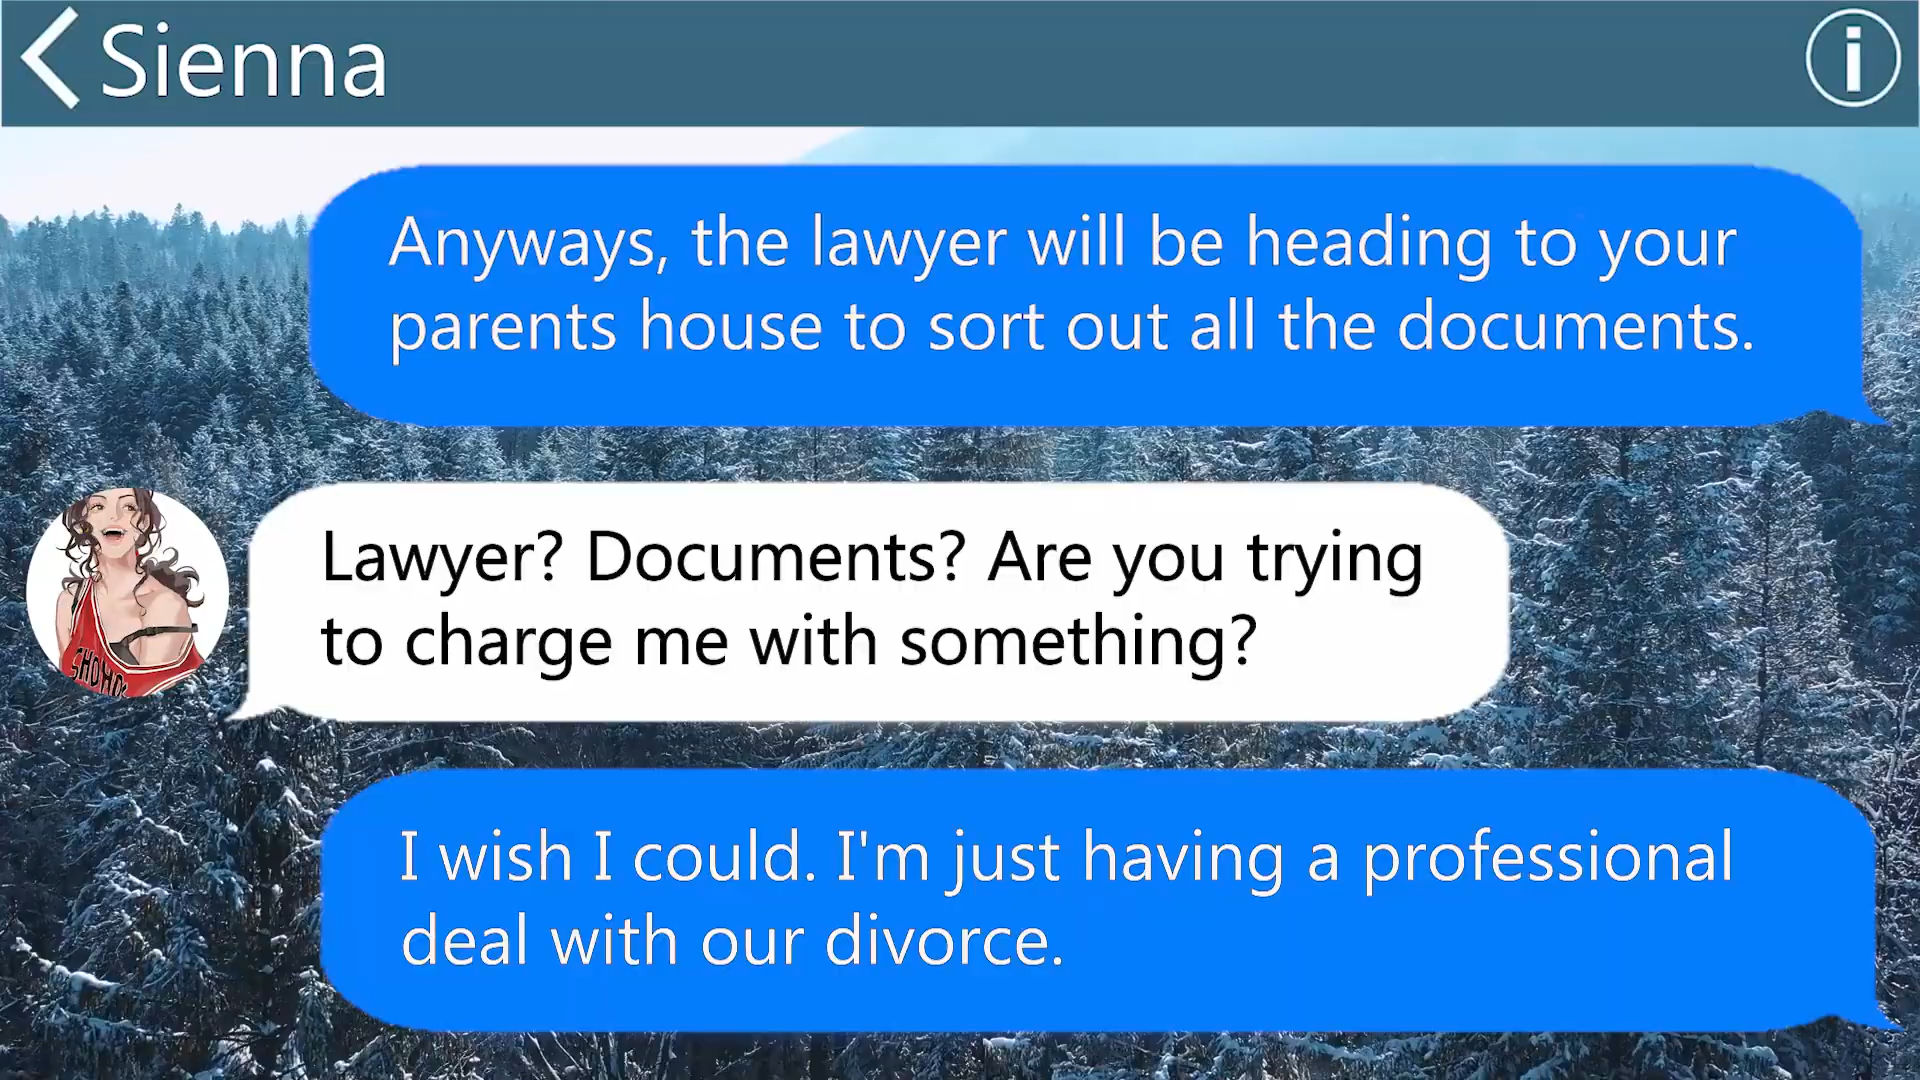 Sienna
Anyways, the lawyer will be heading to your
parents house to sort out all the documents.
Lawyer? Documents? Are you trying
to charge me with something?
SHOHO
I wish I could. I'm just having a professional
deal with our divorce.